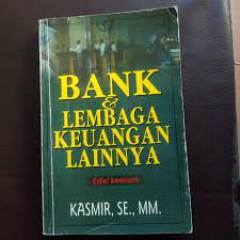 BANK
&
LEMBAGA
KEUANGAN
LAINNYA
Edisi keenam
KASMIR, SE., MM.